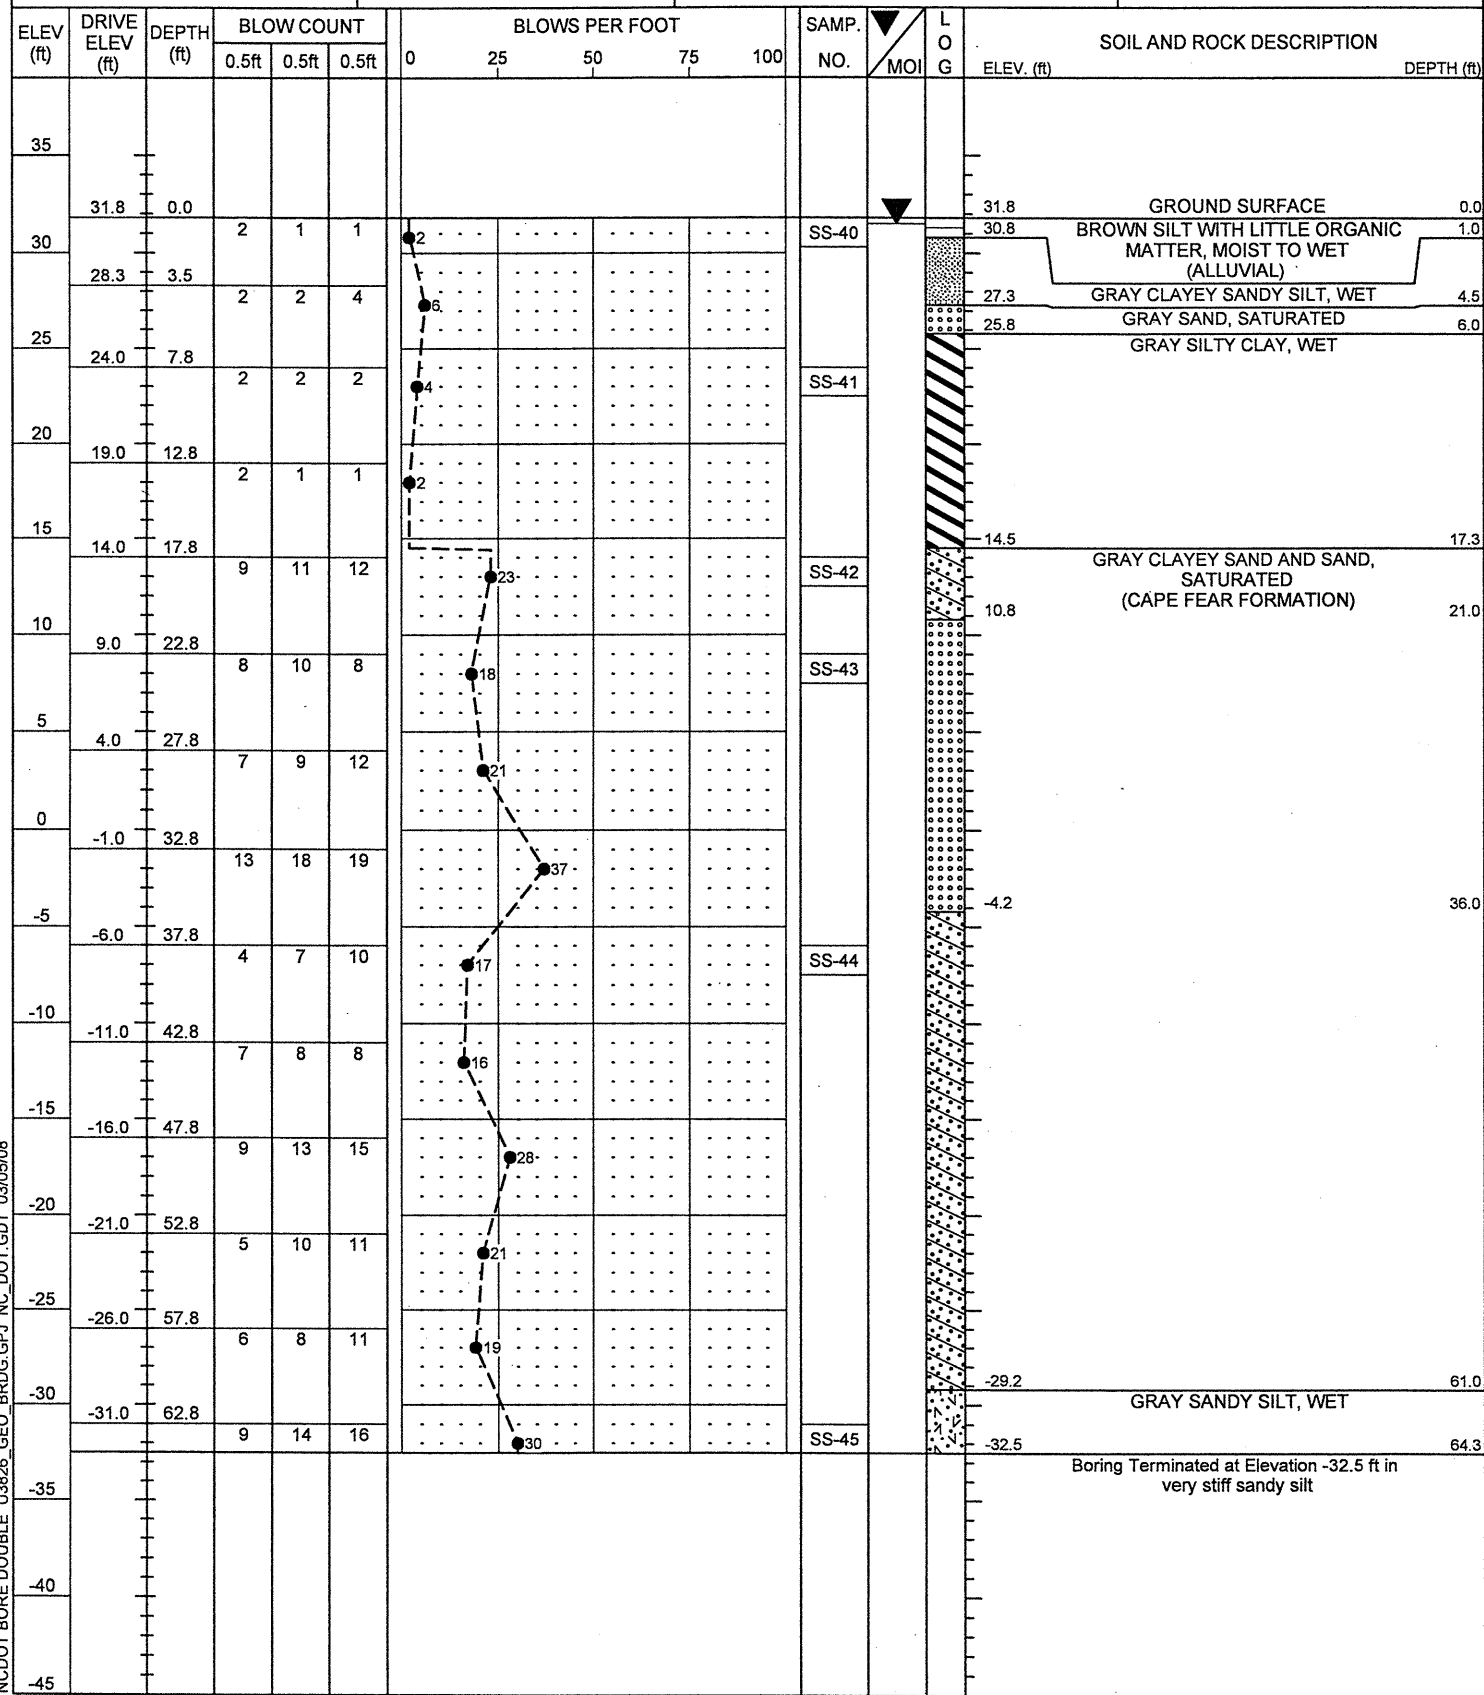 ELEV (ft) DRIVE ELEV (ft) DEPTH (ft) BLOW COUNT BLOWS PER FOOT SAMP. NO. MOI L O G SOIL AND ROCK DESCRIPTION
0.5ft 0.5ft 0.5ft 0 25 50 75 100 ELEV. (ft) DEPTH (ft)
35
31.8 0.0 31.8 GROUND SURFACE 0.0
2 1 1 2 SS-40 30.8 BROWN SILT WITH LITTLE ORGANIC 1.0
30 MATTER, MOIST TO WET
28.3 3.5 (ALLUVIAL)
2 2 4 6 27.3 GRAY CLAYEY SANDY SILT, WET 4.5
25.8 GRAY SAND, SATURATED 6.0
25 GRAY SILTY CLAY, WET
24.0 7.8
2 2 2 4 SS-41
20
19.0 12.8
2 1 1 2
15 14.5 17.3
14.0 17.8 GRAY CLAYEY SAND AND SAND,
9 11 12 23 SS-42 SATURATED
(CAPE FEAR FORMATION)
10 10.8 21.0
9.0 22.8
8 10 8 18 SS-43
5
4.0 27.8
7 9 12 21
0
-1.0 32.8
13 18 19 37
-5 -4.2 36.0
-6.0 37.8
4 7 10 17 SS-44
-10
-11.0 42.8
7 8 8 16
-15
-16.0 47.8
9 13 15 28
-20
-21.0 52.8
5 10 11 21
-25
-26.0 57.8
6 8 11 19
-29.2 61.0
-30 GRAY SANDY SILT, WET
-31.0 62.8
9 14 16 30 SS-45 -32.5 64.3
Boring Terminated at Elevation -32.5 ft in
-35 very stiff sandy silt
-40
-45
NCDOT BORE DOUBLE U3826_GEO_BRDG.GPJ NC_DOT.GDT 03/05/08